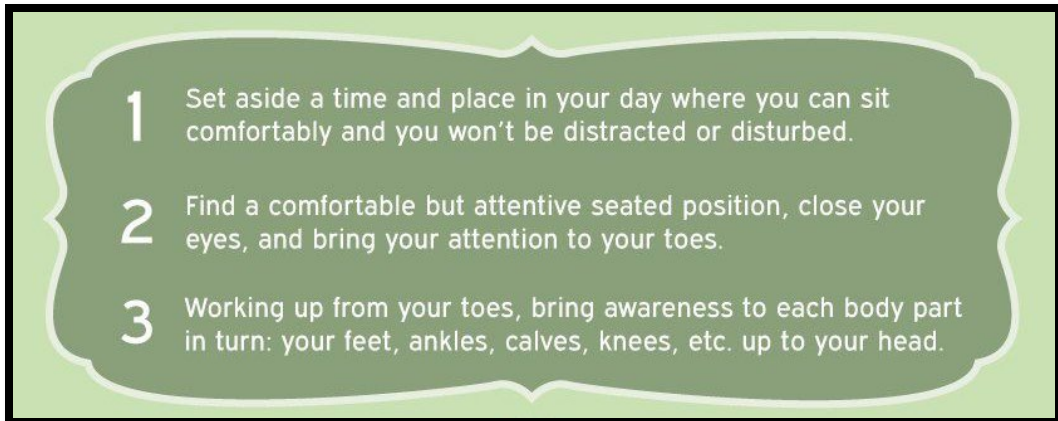 1 Set aside a time and place in your day where you can sit
comfortably and you won't be distracted or disturbed.
2 Find a comfortable but attentive seated position, close your
eyes, and bring your attention to your toes.
3 Working up from your toes, bring awareness to each body part
in turn: your feet, ankles, calves, knees, etc. up to your head.